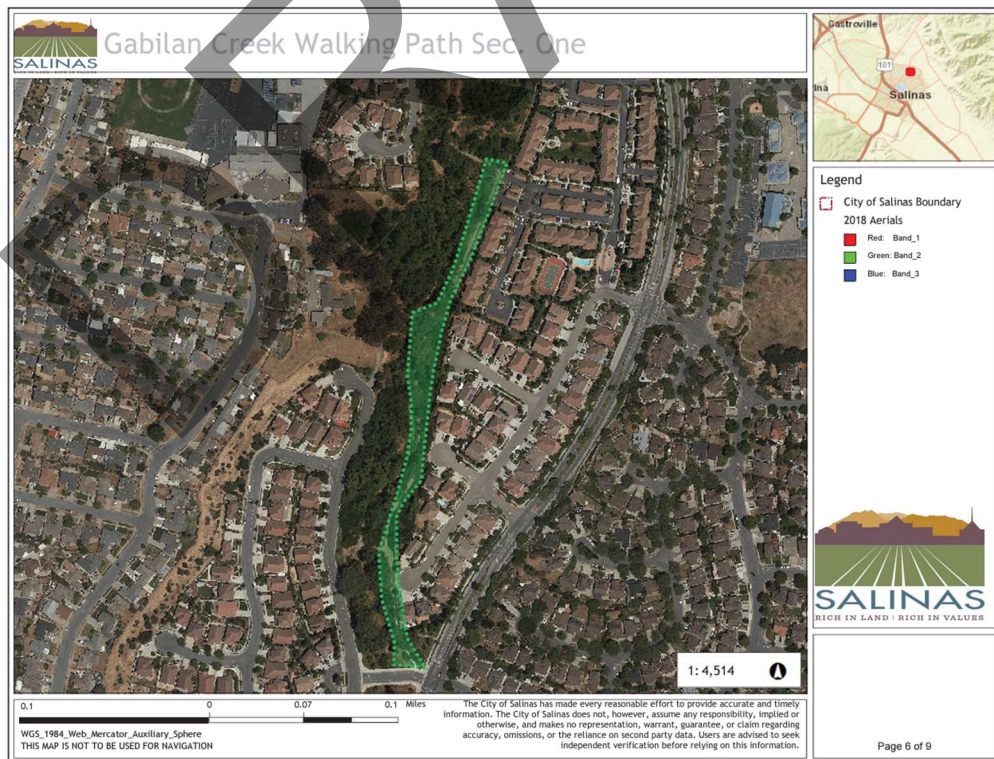 SALINAS
RICH IN LAND | RICH IN VALUES
Gabilan Creek Walking Path Sec. One
Castroville
101
ina
Salinas
Legend
City of Salinas Boundary
2018 Aerials
Red: Band_1
Green: Band_2
Blue: Band_3
1: 4,514
SALINAS
RICH IN LAND | RICH IN VALUES
0.1 0 0.07 0.1 Miles
WGS_1984_Web_Mercator_Auxiliary_Sphere
THIS MAP IS NOT TO BE USED FOR NAVIGATION
The City of Salinas has made every reasonable effort to provide accurate and timely
information. The City of Salinas does not, however, assume any responsibility, implied or
otherwise, and makes no representation, warrant, guarantee, or claim regarding
accuracy, omissions, or the reliance on second party data. Users are advised to seek
independent verification before relying on this information.
Page 6 of 9